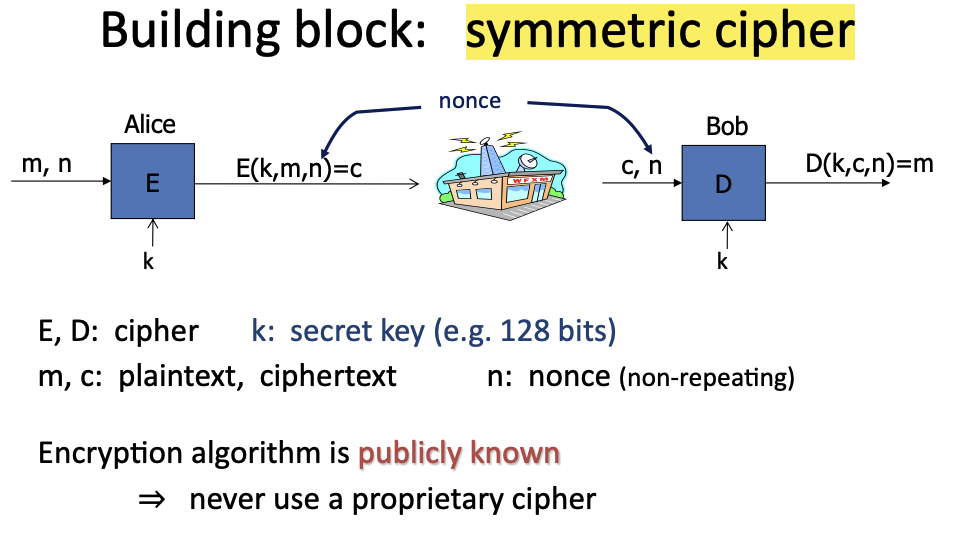 Building block: symmetric cipher
nonce
Alice
Bob
m, n
E
E(k,m,n)=c
WFXM
c, n
D
D(k,c,n)=m
k
k
E, D: cipher k: secret key (e.g. 128 bits)
m, c: plaintext, ciphertext n: nonce (non-repeating)
Encryption algorithm is publicly known
⇒ never use a proprietary cipher